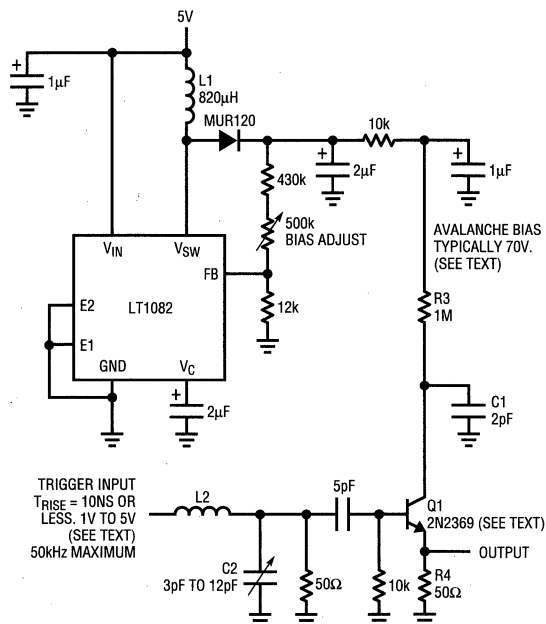 5V
+
1µF
L1
820µH
MUR120
10k
+
2µF
+
1µF
430k
500k
BIAS ADJUST
AVALANCHE BIAS
TYPICALLY 70V.
(SEE TEXT)
VIN
VSW
FB
12k
R3
1M
E2
LT1082
E1
GND
VC
+
2µF
C1
2pF
TRIGGER INPUT
TRISE = 10NS OR
LESS. 1V TO 5V
(SEE TEXT)
50kHz MAXIMUM
L2
5pF
Q1
2N2369 (SEE TEXT)
OUTPUT
C2
3pF TO 12pF
50Ω
10k
R4
50Ω